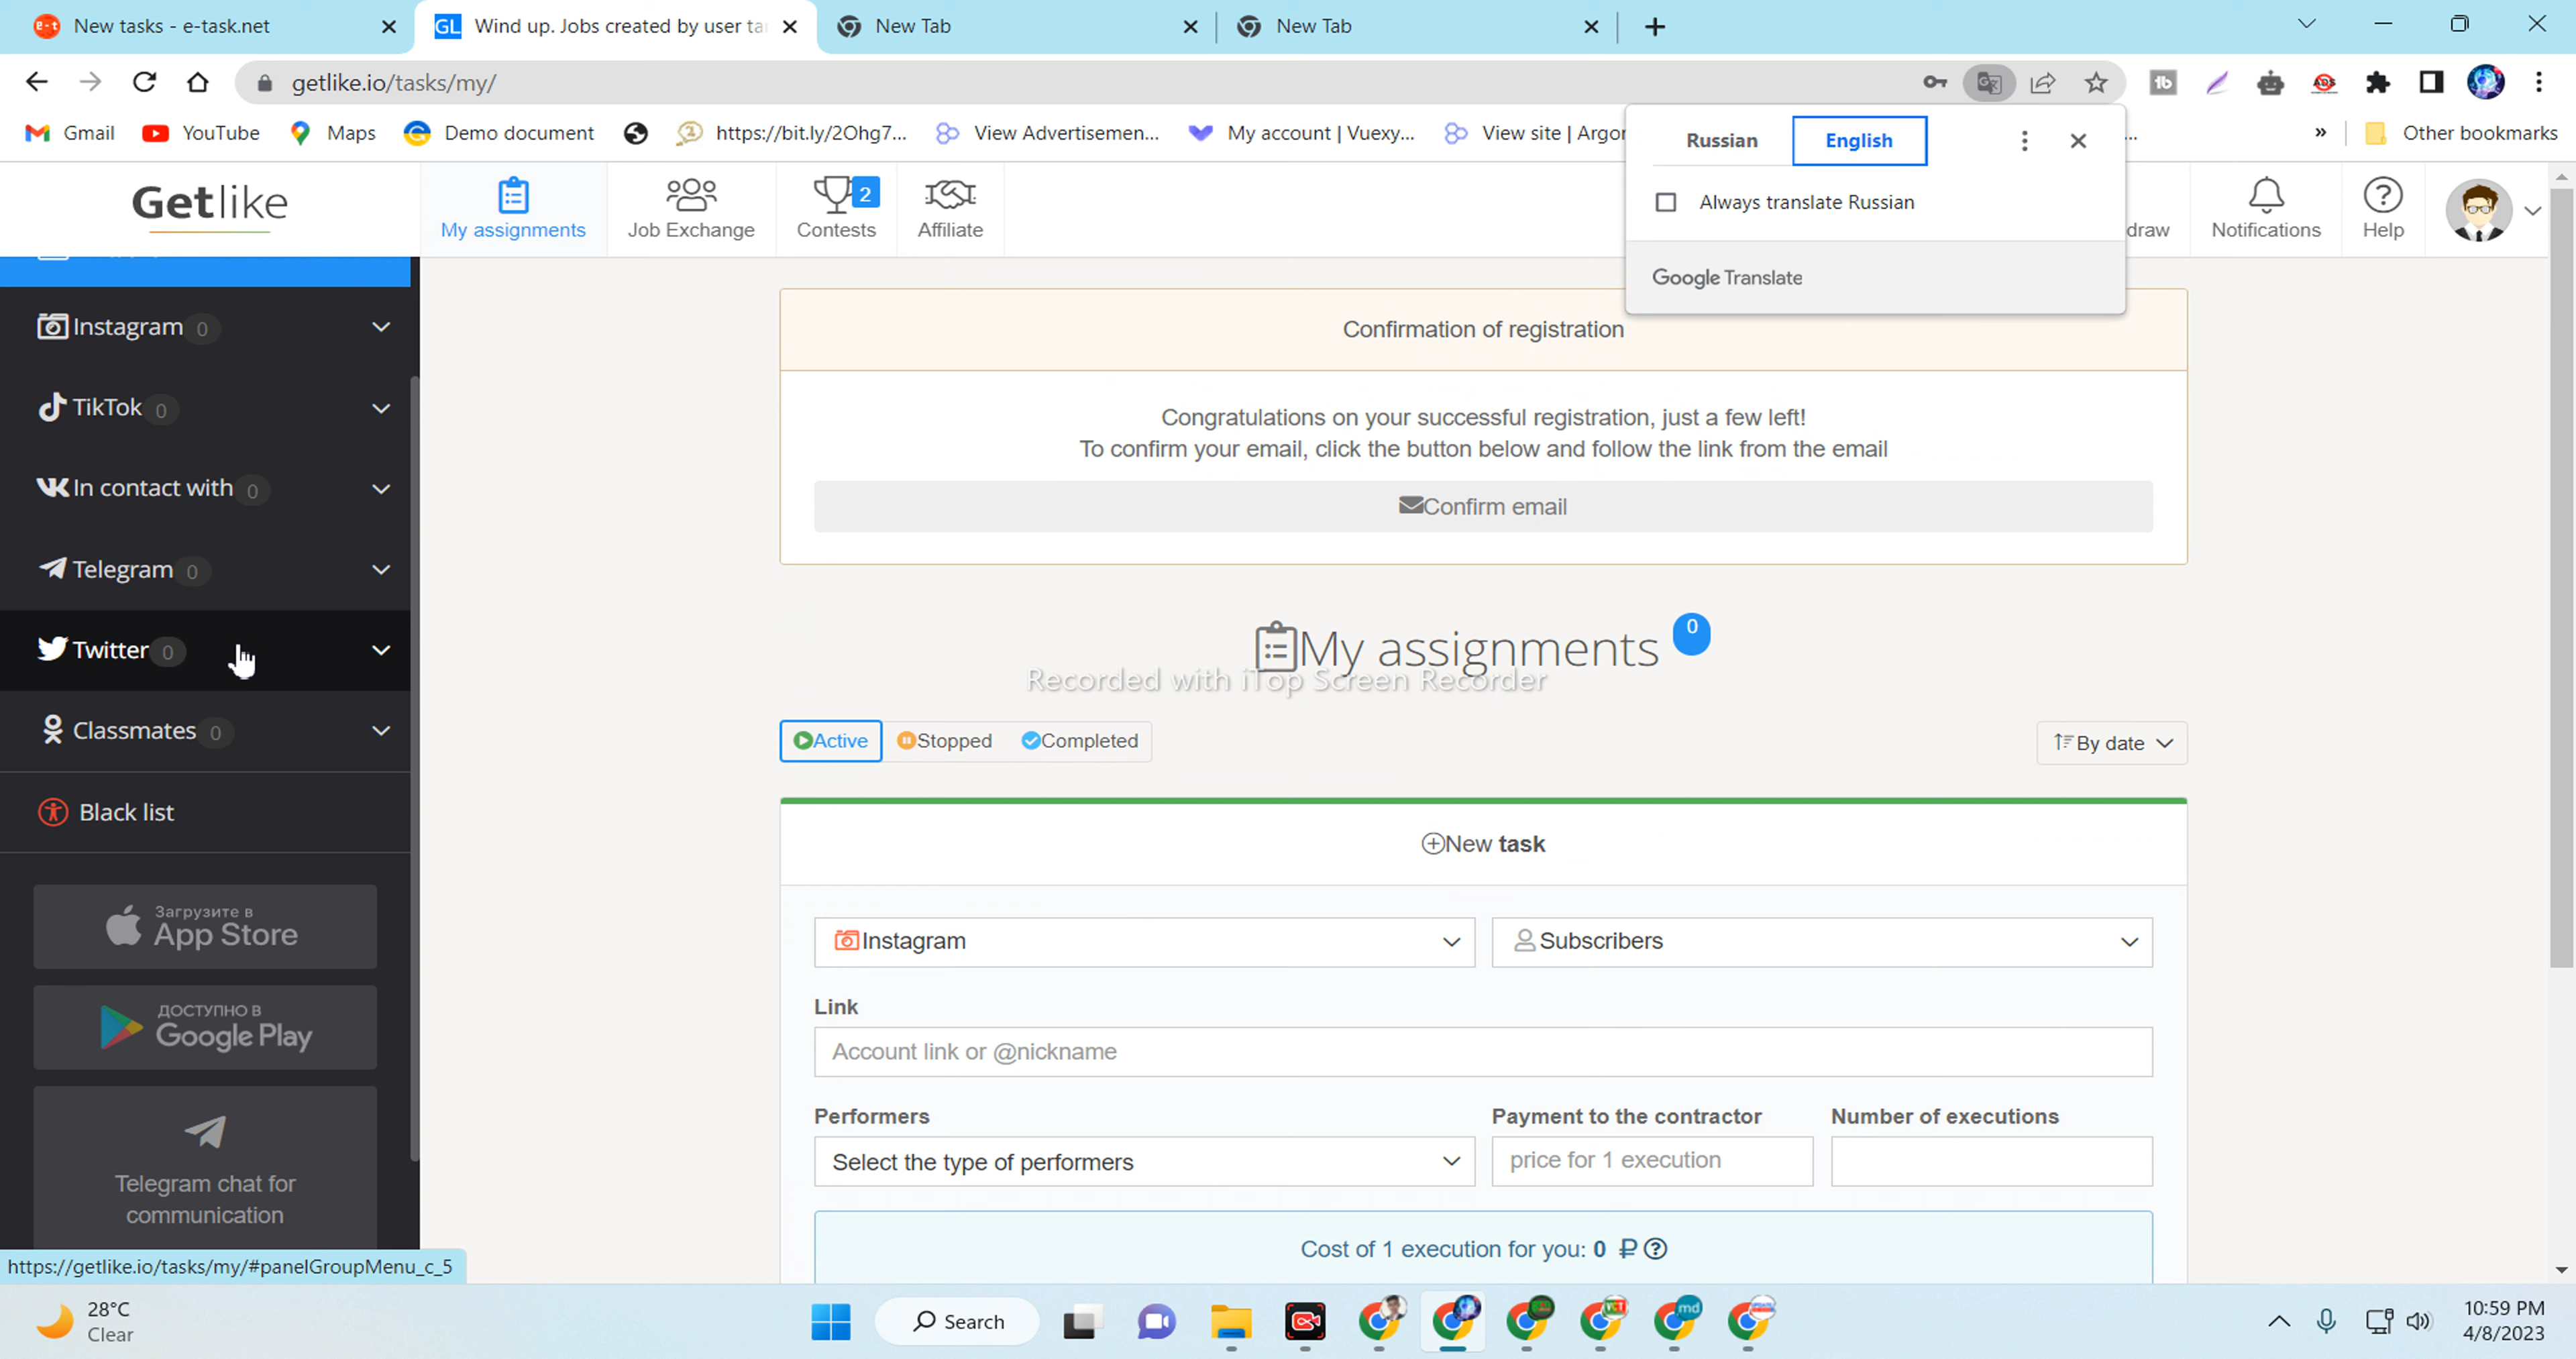 New tasks - e-task.net
GL Wind up. Jobs created by user ta
New Tab
New Tab
getlike.io/tasks/my/
Gmail YouTube Maps Demo document https://bit.ly/2Ohg7... View Advertisemen... My account | Vuexy... View site | Argor ... » Other bookmarks
Russian English
Always translate Russian
Google Translate
Getlike
My assignments Job Exchange 2 Contests Affiliate draw Notifications Help
Instagram 0
TikTok 0
In contact with 0
Telegram 0
Twitter 0
Classmates 0
Black list
Загрузите в
App Store
ДОСТУПНО В
Google Play
Telegram chat for
communication
https://getlike.io/tasks/my/#panelGroupMenu_c_5
Confirmation of registration
Congratulations on your successful registration, just a few left!
To confirm your email, click the button below and follow the link from the email
Confirm email
My assignments 0
Recorded with iTop Screen Recorder
Active Stopped Completed By date
New task
Instagram Subscribers
Link
Account link or @nickname
Performers Payment to the contractor Number of executions
Select the type of performers price for 1 execution
Cost of 1 execution for you: 0 ₽ ?
28°C
Clear
Search
10:59 PM
4/8/2023